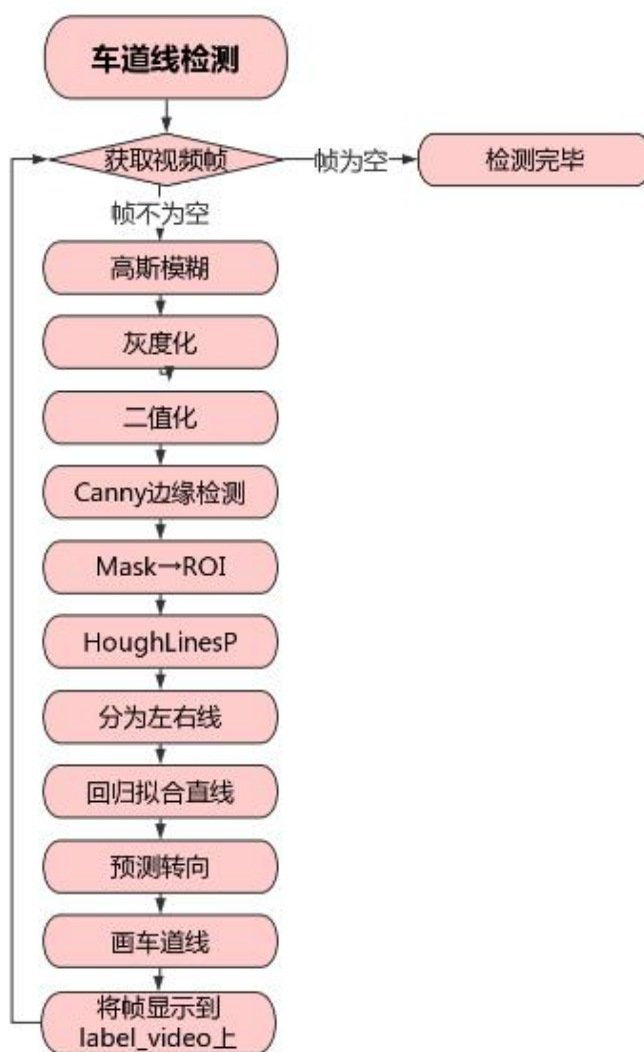 车道线检测
获取视频帧
帧为空
检测完毕
帧不为空
高斯模糊
灰度化
二值化
Canny边缘检测
Mask→ROI
HoughLinesP
分为左右线
回归拟合直线
预测转向
画车道线
将帧显示到
label_video上